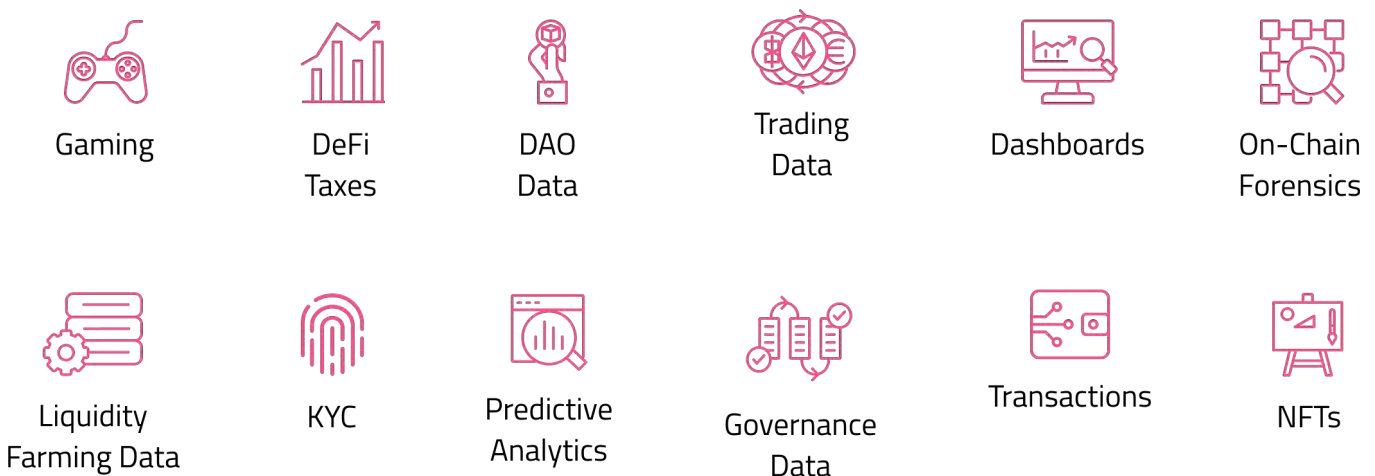 Gaming
DeFi
Taxes
DAO
Data
Trading
Data
Dashboards
On-Chain
Forensics
Liquidity
Farming Data
KYC
Predictive
Analytics
Governance
Data
Transactions
NFTs